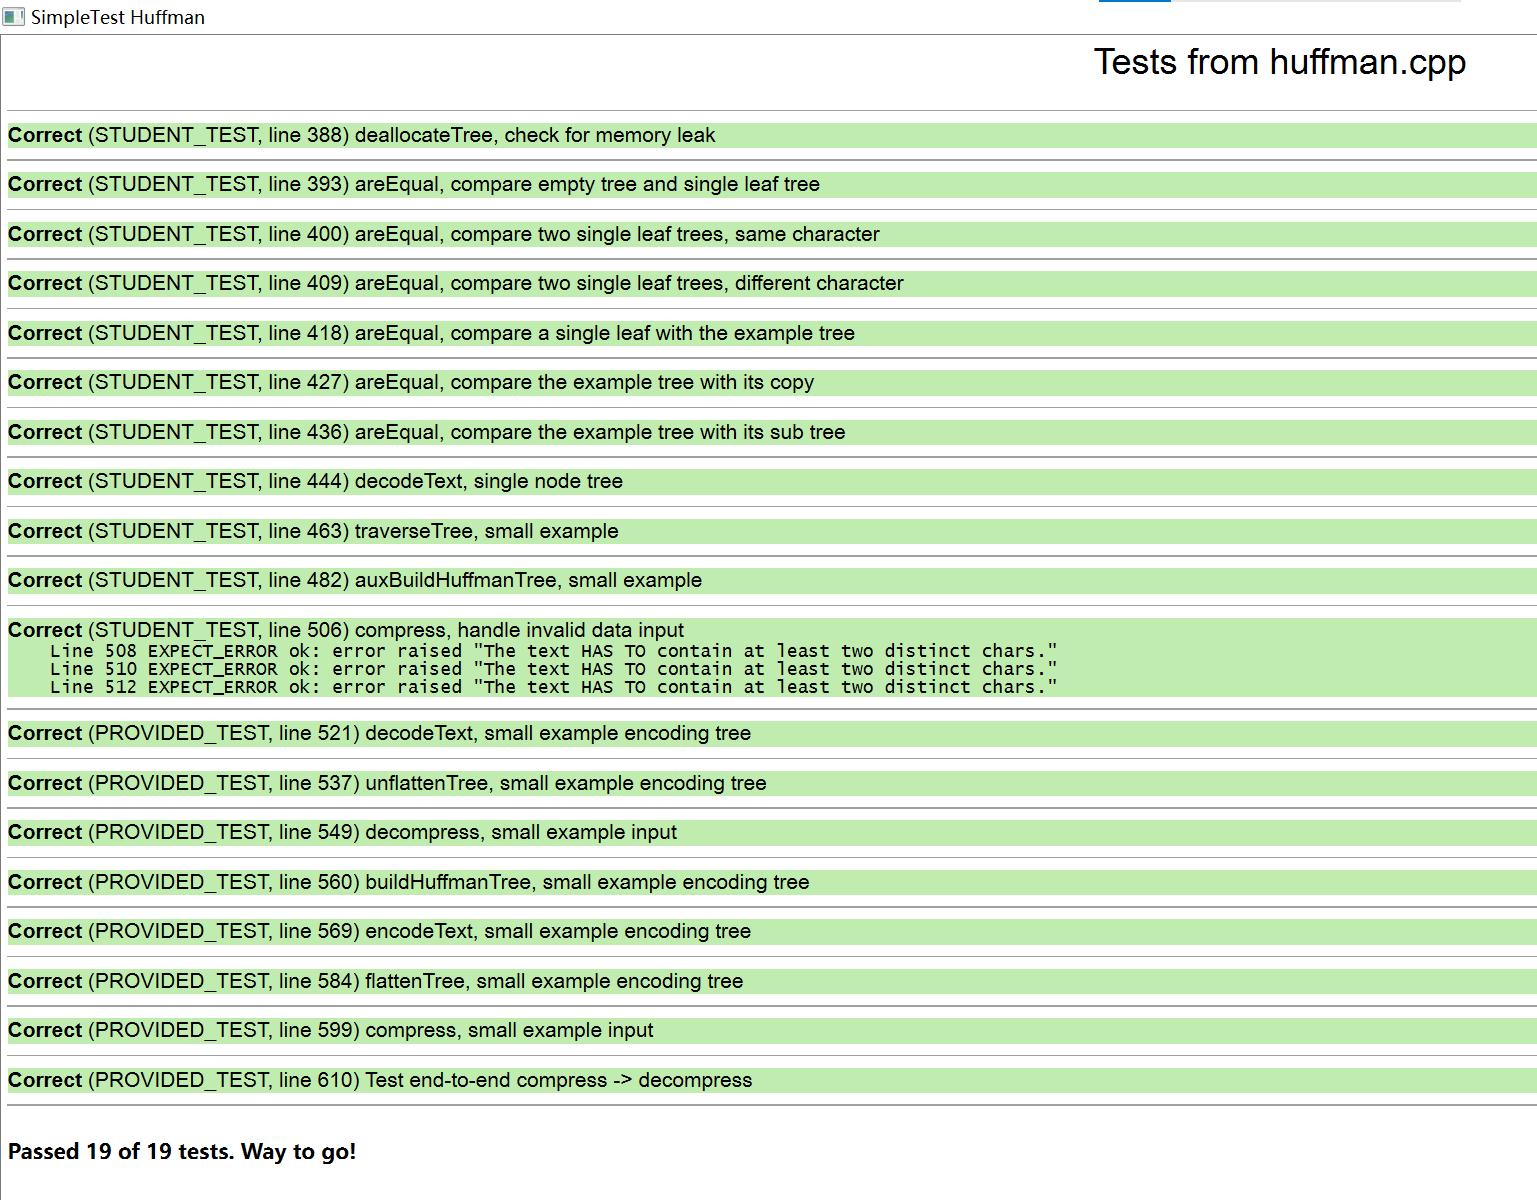 SimpleTest Huffman
Tests from huffman.cpp
Correct (STUDENT_TEST, line 388) deallocateTree, check for memory leak
Correct (STUDENT_TEST, line 393) areEqual, compare empty tree and single leaf tree
Correct (STUDENT_TEST, line 400) areEqual, compare two single leaf trees, same character
Correct (STUDENT_TEST, line 409) areEqual, compare two single leaf trees, different character
Correct (STUDENT_TEST, line 418) areEqual, compare a single leaf with the example tree
Correct (STUDENT_TEST, line 427) areEqual, compare the example tree with its copy
Correct (STUDENT_TEST, line 436) areEqual, compare the example tree with its sub tree
Correct (STUDENT_TEST, line 444) decodeText, single node tree
Correct (STUDENT_TEST, line 463) traverseTree, small example
Correct (STUDENT_TEST, line 482) auxBuildHuffmanTree, small example
Correct (STUDENT_TEST, line 506) compress, handle invalid data input
Line 508 EXPECT_ERROR ok: error raised "The text HAS TO contain at least two distinct chars."
Line 510 EXPECT_ERROR ok: error raised "The text HAS TO contain at least two distinct chars."
Line 512 EXPECT_ERROR ok: error raised "The text HAS TO contain at least two distinct chars."
Correct (PROVIDED_TEST, line 521) decodeText, small example encoding tree
Correct (PROVIDED_TEST, line 537) unflattenTree, small example encoding tree
Correct (PROVIDED_TEST, line 549) decompress, small example input
Correct (PROVIDED_TEST, line 560) buildHuffmanTree, small example encoding tree
Correct (PROVIDED_TEST, line 569) encodeText, small example encoding tree
Correct (PROVIDED_TEST, line 584) flattenTree, small example encoding tree
Correct (PROVIDED_TEST, line 599) compress, small example input
Correct (PROVIDED_TEST, line 610) Test end-to-end compress -> decompress
Passed 19 of 19 tests. Way to go!